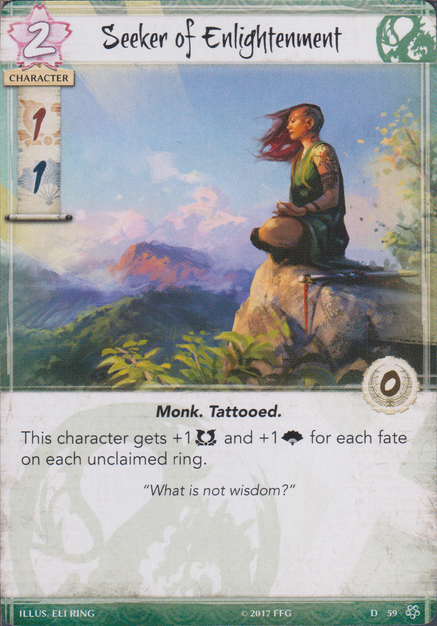 2
Seeker of Enlightenment
CHARACTER
1
1
0
Monk. Tattooed.
This character gets +1 and +1 for each fate
on each unclaimed ring.
"What is not wisdom?"
ILLUS. ELI RING © 2017 FFG D 59